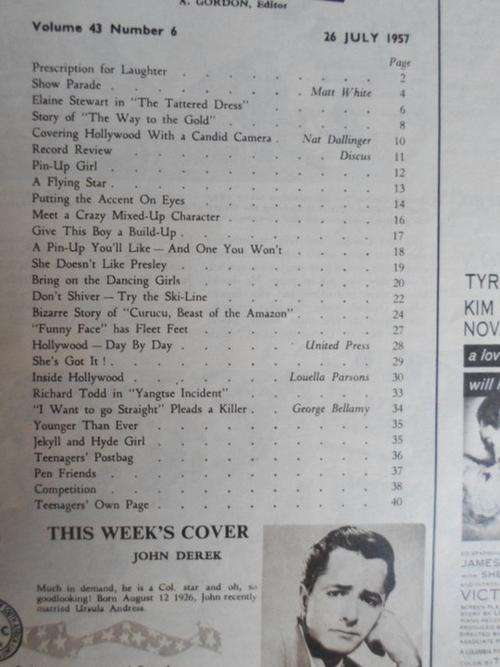 A. GORDON, Editor
Volume 43 Number 6
26 JULY 1957
Page
Prescription for Laughter . . . . . . . 2
Show Parade . . . . . . . Matt White 4
Elaine Stewart in "The Tattered Dress" . . . . 6
Story of "The Way to the Gold" . . . . . 8
Covering Hollywood With a Candid Camera . Nat Dallinger 10
Record Review . . . . . . Discus 11
Pin-Up Girl . . . . . . . . 12
A Flying Star . . . . . . . . 13
Putting the Accent On Eyes . . . . . . 14
Meet a Crazy Mixed-Up Character . . . . . 16
Give This Boy a Build-Up . . . . . . 17
A Pin-Up You'll Like — And One You Won't . . . 18
She Doesn't Like Presley . . . . . . 19
Bring on the Dancing Girls . . . . . . 20
Don't Shiver — Try the Ski-Line . . . . . 22
Bizarre Story of "Curucu, Beast of the Amazon" . . . 24
"Funny Face" has Fleet Feet . . . . . . 27
Hollywood — Day By Day . . . . United Press 28
She's Got It ! . . . . . . . . 29
Inside Hollywood . . . . . Louella Parsons 30
Richard Todd in "Yangtse Incident" . . . . . 33
"I Want to go Straight" Pleads a Killer . George Bellamy 34
Younger Than Ever . . . . . . . 35
Jekyll and Hyde Girl . . . . . . . 35
Teenagers' Postbag . . . . . . . 36
Pen Friends . . . . . . . . 37
Competition . . . . . . . . 38
Teenagers' Own Page . . . . . . . 40
THIS WEEK'S COVER
JOHN DEREK
Much in demand, he is a Col. star and oh, so
goodlooking! Born August 12 1926, John recently
married Ursula Andress.
TYR
KIM
NOV
a lov
will
JAMES
WITH SHE
VICT